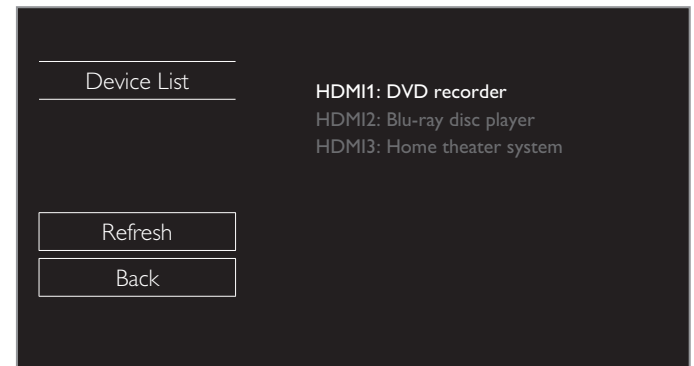 Device List
HDMI1: DVD recorder
HDMI2: Blu-ray disc player
HDMI3: Home theater system
Refresh
Back